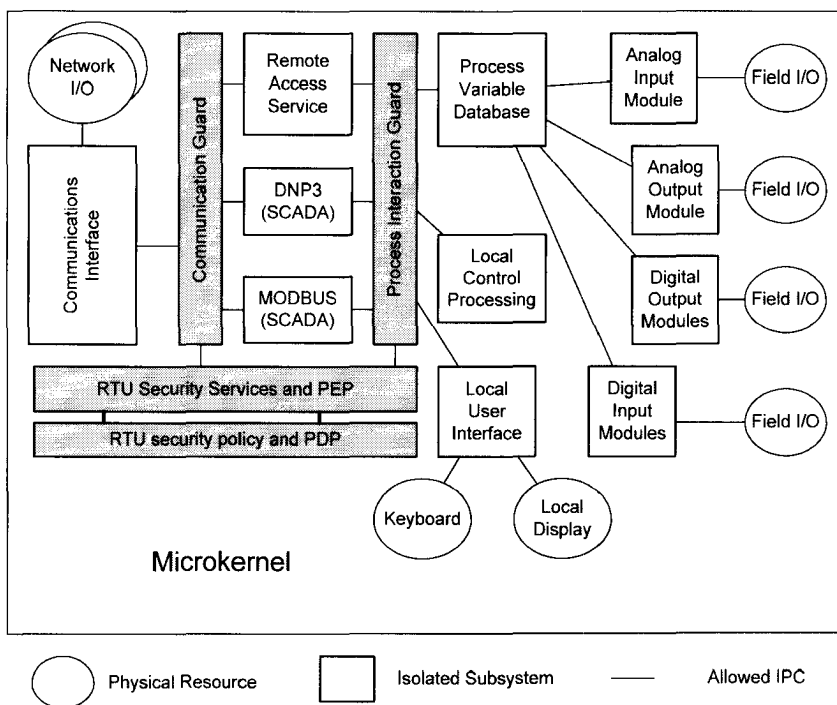 Network
I/O
Communications
Interface
Communication Guard
Remote
Access
Service
DNP3
(SCADA)
MODBUS
(SCADA)
Process Interaction Guard
Process
Variable
Database
Local
Control
Processing
Local
User
Interface
Analog
Input
Module
Field I/O
Analog
Output
Module
Field I/O
Digital
Output
Modules
Field I/O
Digital
Input
Modules
Field I/O
RTU Security Services and PEP
RTU security policy and PDP
Keyboard
Local
Display
Microkernel
Physical Resource
Isolated Subsystem
Allowed IPC